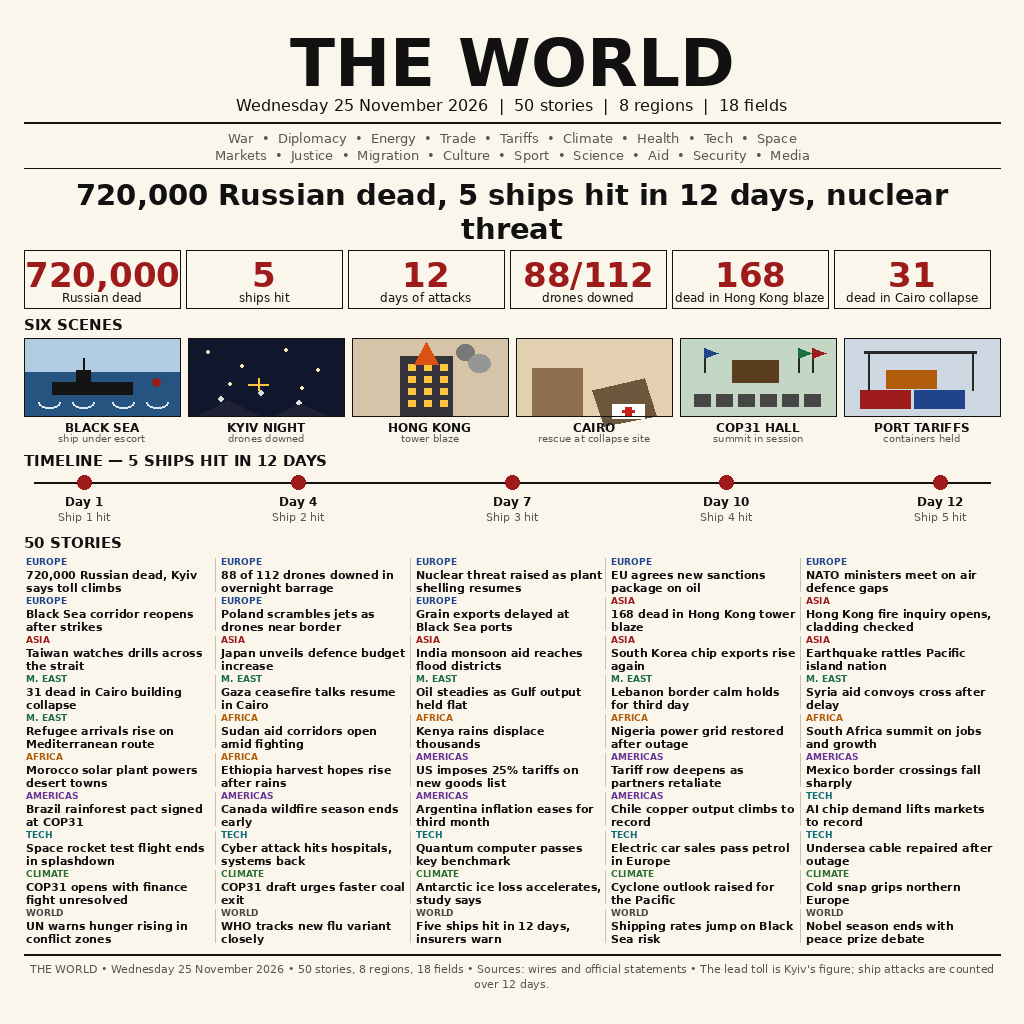 THE WORLD
Wednesday 25 November 2026 | 50 stories | 8 regions | 18 fields
War • Diplomacy • Energy • Trade • Tariffs • Climate • Health • Tech • Space
Markets • Justice • Migration • Culture • Sport • Science • Aid • Security • Media
720,000 Russian dead, 5 ships hit in 12 days, nuclear
threat
720,000
Russian dead
5
ships hit
12
days of attacks
88/112
drones downed
168
dead in Hong Kong blaze
31
dead in Cairo collapse
SIX SCENES
BLACK SEA
ship under escort
KYIV NIGHT
drones downed
HONG KONG
tower blaze
CAIRO
rescue at collapse site
COP31 HALL
summit in session
PORT TARIFFS
containers held
TIMELINE — 5 SHIPS HIT IN 12 DAYS
Day 1
Ship 1 hit
Day 4
Ship 2 hit
Day 7
Ship 3 hit
Day 10
Ship 4 hit
Day 12
Ship 5 hit
50 STORIES
EUROPE
720,000 Russian dead, Kyiv
says toll climbs
EUROPE
88 of 112 drones downed in
overnight barrage
EUROPE
Nuclear threat raised as plant
shelling resumes
EUROPE
EU agrees new sanctions
package on oil
EUROPE
NATO ministers meet on air
defence gaps
EUROPE
Black Sea corridor reopens
after strikes
EUROPE
Poland scrambles jets as
drones near border
EUROPE
Grain exports delayed at
Black Sea ports
ASIA
168 dead in Hong Kong tower
blaze
ASIA
Hong Kong fire inquiry opens,
cladding checked
ASIA
Taiwan watches drills across
the strait
ASIA
Japan unveils defence budget
increase
ASIA
India monsoon aid reaches
flood districts
ASIA
South Korea chip exports rise
again
ASIA
Earthquake rattles Pacific
island nation
M. EAST
31 dead in Cairo building
collapse
M. EAST
Gaza ceasefire talks resume
in Cairo
M. EAST
Oil steadies as Gulf output
held flat
M. EAST
Lebanon border calm holds
for third day
M. EAST
Syria aid convoys cross after
delay
M. EAST
Refugee arrivals rise on
Mediterranean route
AFRICA
Sudan aid corridors open
amid fighting
AFRICA
Kenya rains displace
thousands
AFRICA
Nigeria power grid restored
after outage
AFRICA
South Africa summit on jobs
and growth
AFRICA
Morocco solar plant powers
desert towns
AFRICA
Ethiopia harvest hopes rise
after rains
AMERICAS
US imposes 25% tariffs on
new goods list
AMERICAS
Tariff row deepens as
partners retaliate
AMERICAS
Mexico border crossings fall
sharply
AMERICAS
Brazil rainforest pact signed
at COP31
AMERICAS
Canada wildfire season ends
early
AMERICAS
Argentina inflation eases for
third month
AMERICAS
Chile copper output climbs to
record
TECH
AI chip demand lifts markets
to record
TECH
Space rocket test flight ends
in splashdown
TECH
Cyber attack hits hospitals,
systems back
TECH
Quantum computer passes
key benchmark
TECH
Electric car sales pass petrol
in Europe
TECH
Undersea cable repaired after
outage
CLIMATE
COP31 opens with finance
fight unresolved
CLIMATE
COP31 draft urges faster coal
exit
CLIMATE
Antarctic ice loss accelerates,
study says
CLIMATE
Cyclone outlook raised for
the Pacific
CLIMATE
Cold snap grips northern
Europe
WORLD
UN warns hunger rising in
conflict zones
WORLD
WHO tracks new flu variant
closely
WORLD
Five ships hit in 12 days,
insurers warn
WORLD
Shipping rates jump on Black
Sea risk
WORLD
Nobel season ends with
peace prize debate
THE WORLD • Wednesday 25 November 2026 • 50 stories, 8 regions, 18 fields • Sources: wires and official statements • The lead toll is Kyiv's figure; ship attacks are counted
over 12 days.